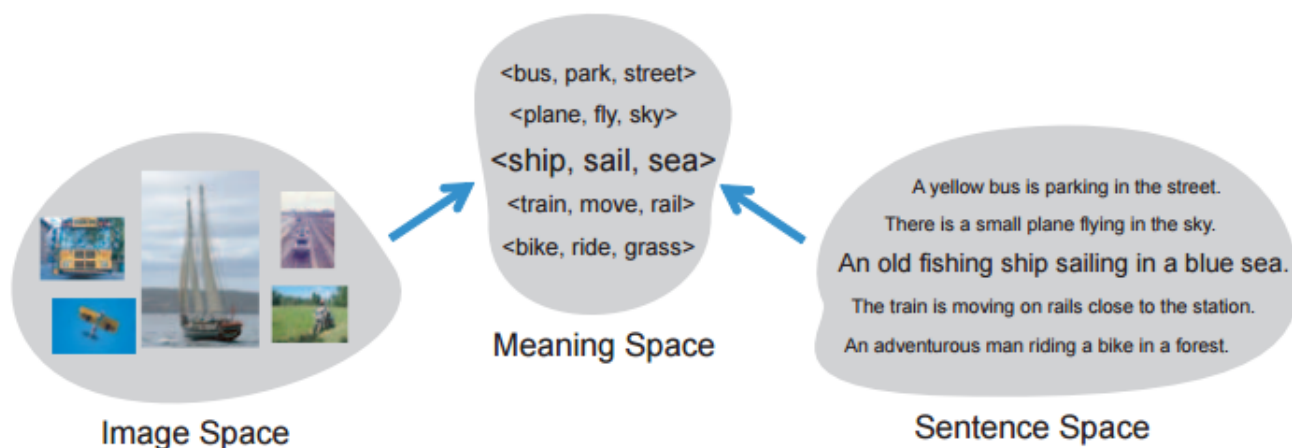 <bus, park, street>
<plane, fly, sky>
<ship, sail, sea>
<train, move, rail>
<bike, ride, grass>
Meaning Space
Image Space
A yellow bus is parking in the street.
There is a small plane flying in the sky.
An old fishing ship sailing in a blue sea.
The train is moving on rails close to the station.
An adventurous man riding a bike in a forest.
Sentence Space